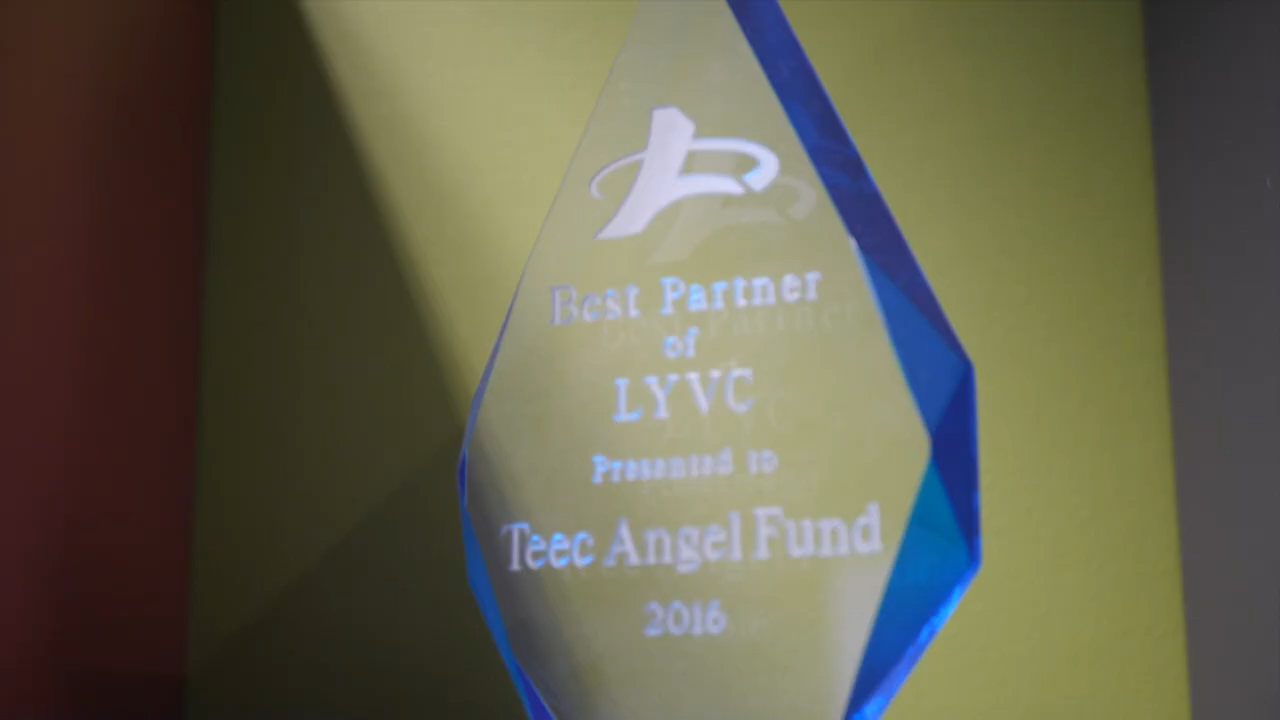 Best Partner
of
LYVC
Presented to
Teec Angel Fund
2016